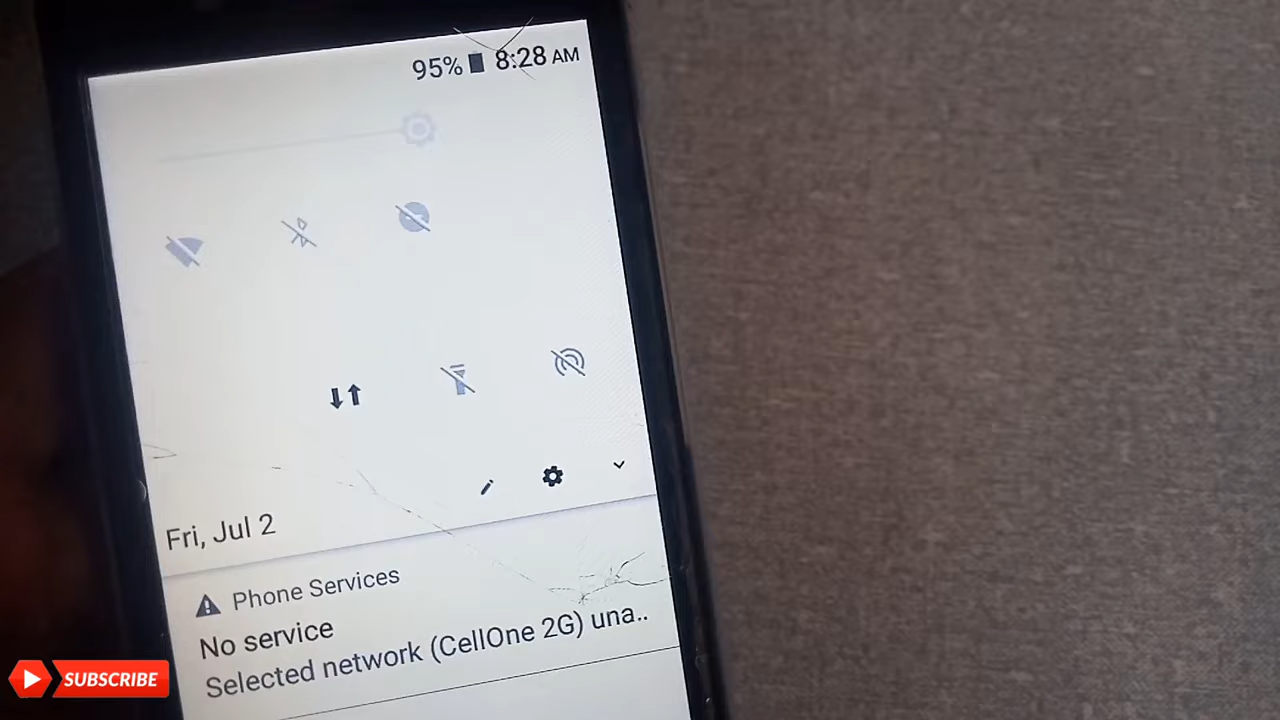 95% 8:28 AM
Fri, Jul 2
Phone Services
No service
Selected network (CellOne 2G) una..
SUBSCRIBE